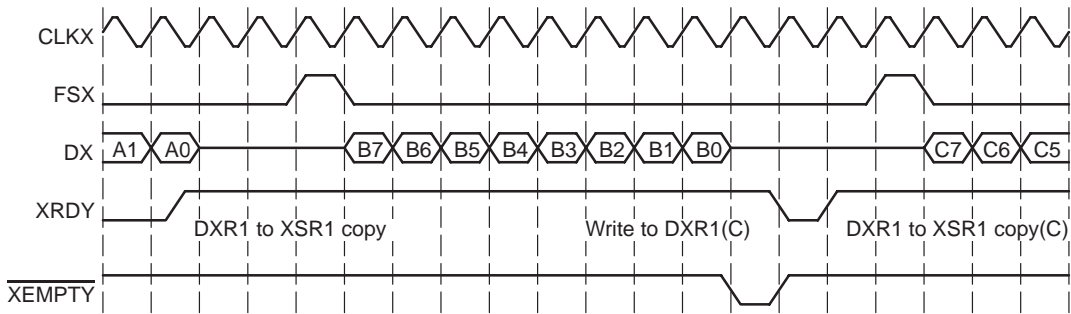 CLKX
FSX
DX A1 A0 B7 B6 B5 B4 B3 B2 B1 B0 C7 C6 C5
XRDY
DXR1 to XSR1 copy Write to DXR1(C) DXR1 to XSR1 copy(C)
XEMPTY